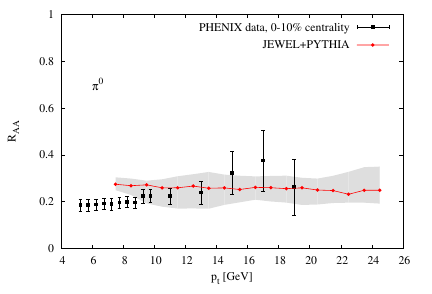 PHENIX data, 0-10% centrality
JEWEL+PYTHIA
π0
RAA
1
0.8
0.6
0.4
0.2
0
4 6 8 10 12 14 16 18 20 22 24 26
pt [GeV]